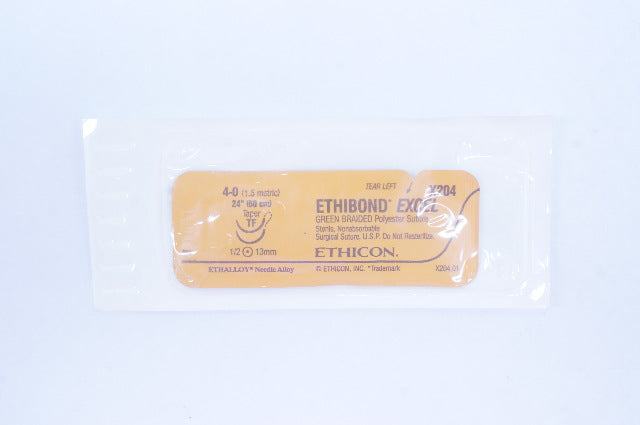 4-0 (1.5 metric)
24" (60 cm)
Taper
TF
1/2 13mm
ETHALLOY* Needle Alloy
TEAR LEFT
X204
ETHIBOND* EXCEL
GREEN BRAIDED Polyester Suture
Sterile, Nonabsorbable
Surgical Suture, U.S.P. Do Not Resterilize.
ETHICON.
© ETHICON, INC. *Trademark
X204.01